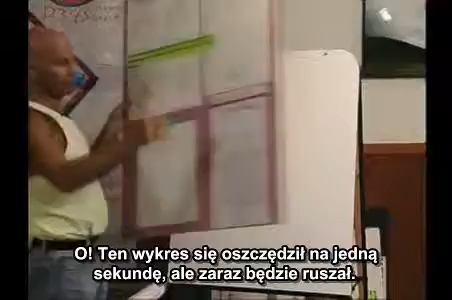 O! Ten wykres się oszczędził na jedną
sekundę, ale zaraz będzie ruszał.